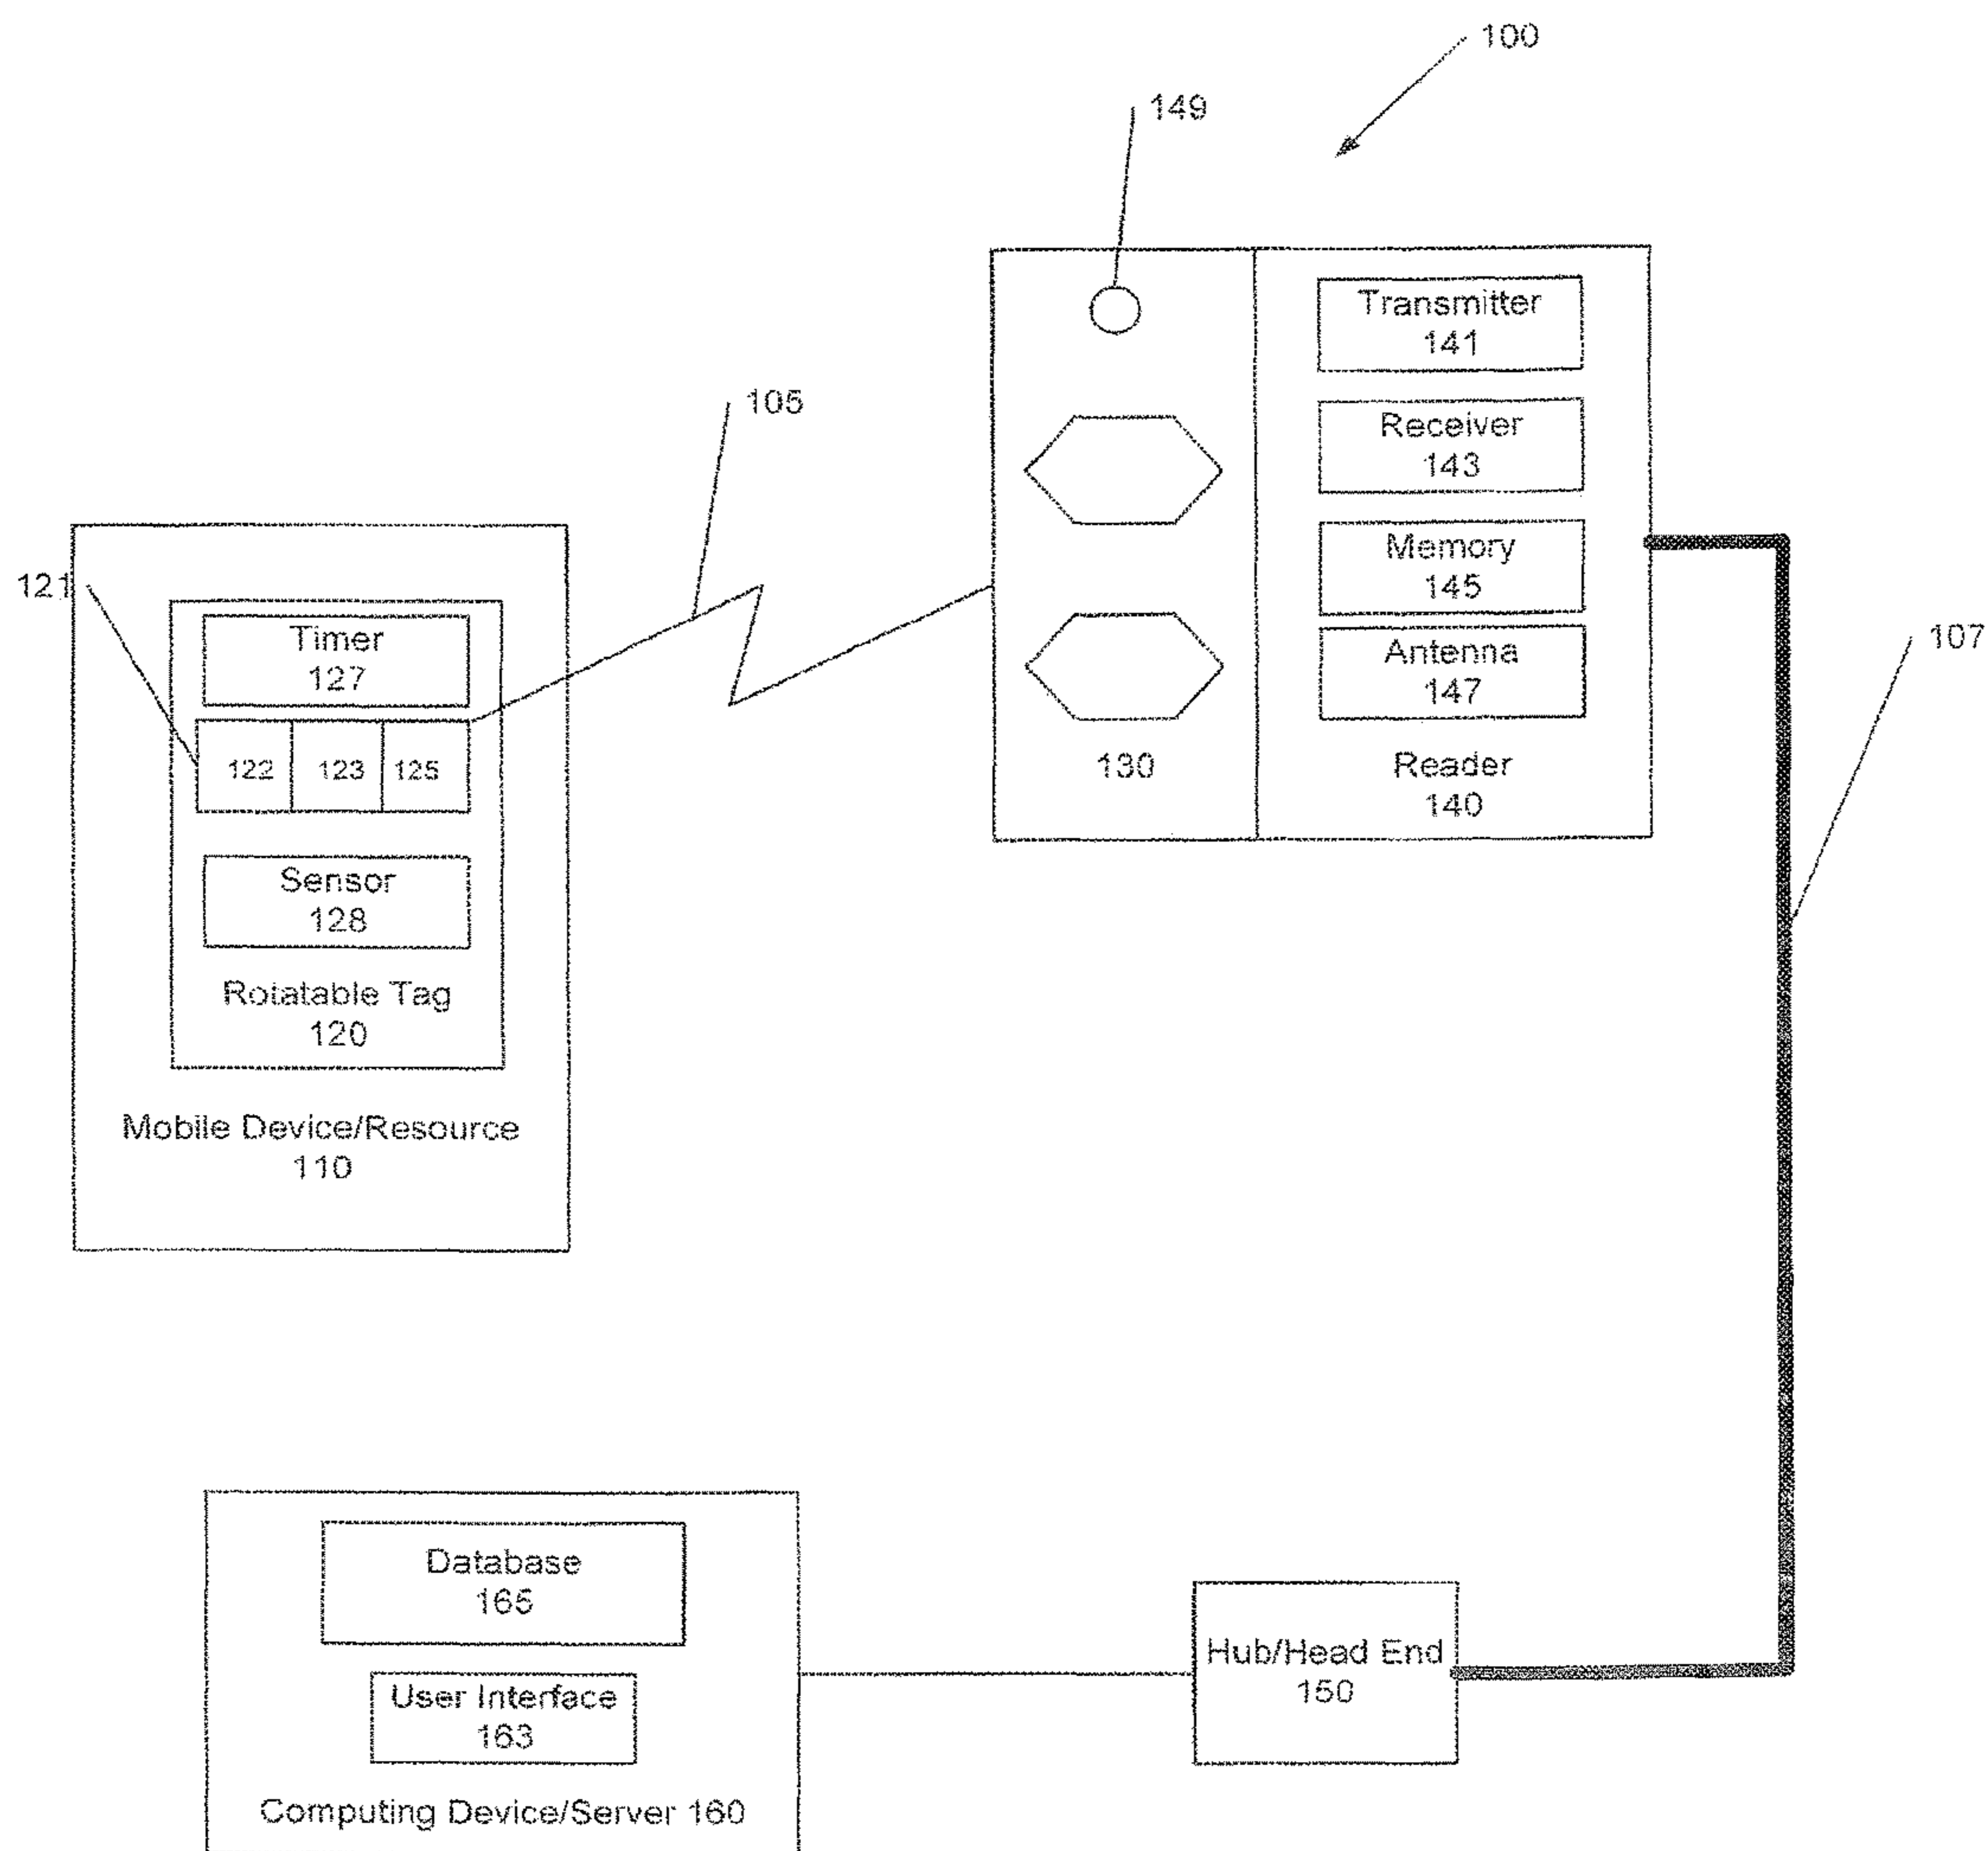 100
149
Transmitter
141
105
Receiver
143
Memory
145
121
107
Timer
127
Antenna
147
122 123 125
130
Reader
140
Sensor
128
Rotatable Tag
120
Mobile Device/Resource
110
Database
165
Hub/Head End
150
User Interface
163
Computing Device/Server 160